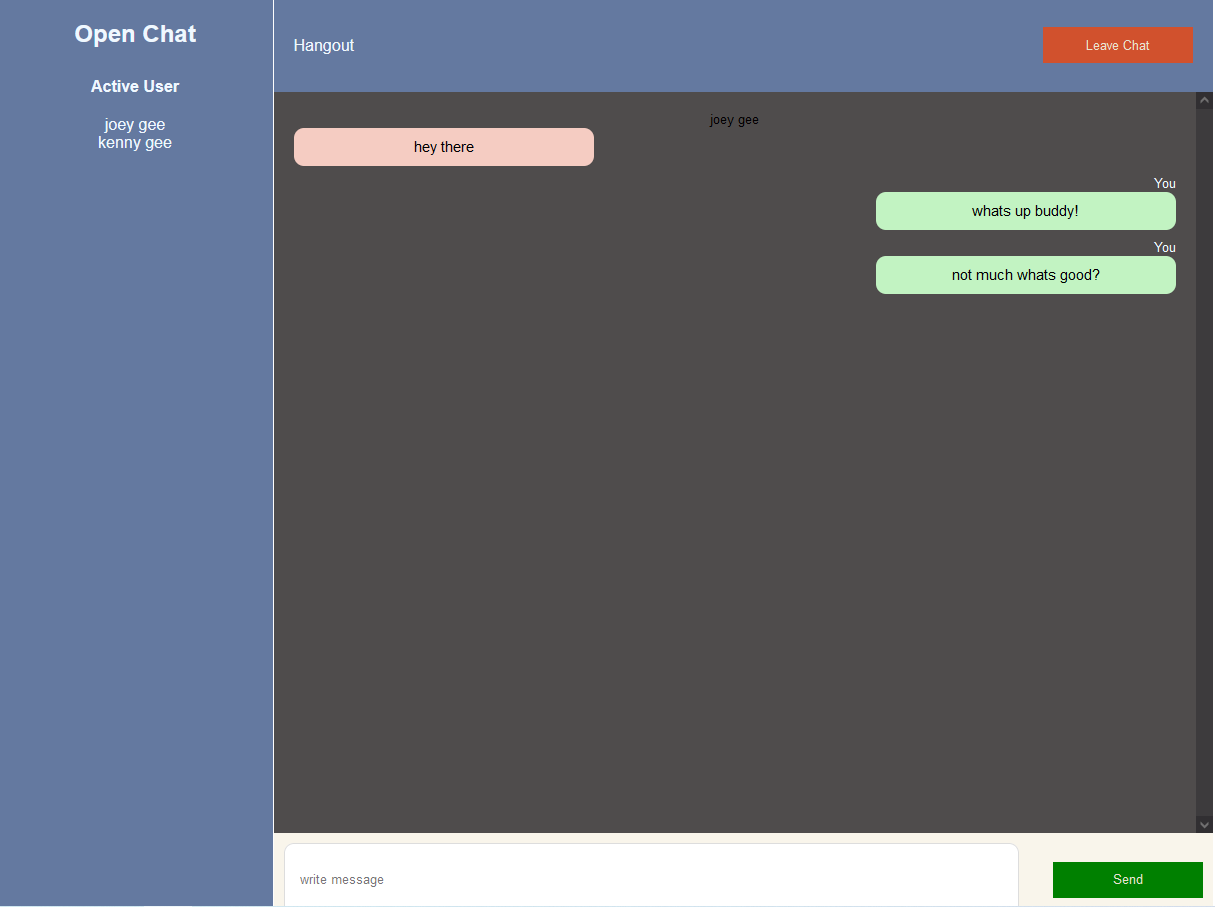 Open Chat
Active User
joey gee
kenny gee
Hangout
Leave Chat
joey gee
hey there
You
whats up buddy!
You
not much whats good?
write message
Send